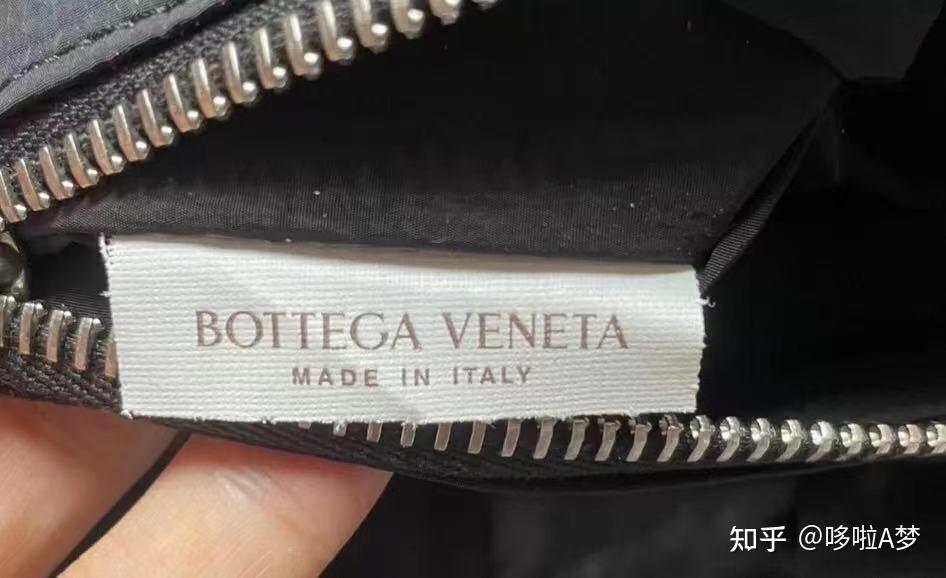 BOTTEGA VENETA
MADE IN ITALY
知乎 @哆啦A梦